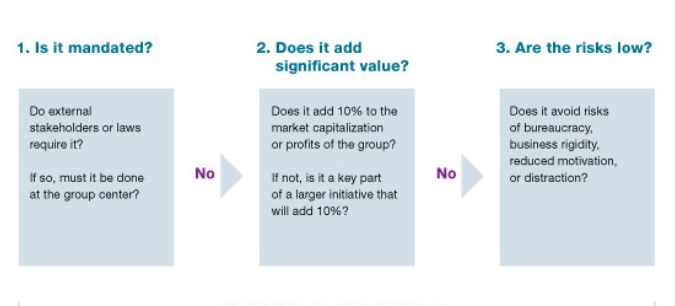 1. Is it mandated?
Do external
stakeholders or laws
require it?
If so, must it be done
at the group center?
No
2. Does it add
significant value?
Does it add 10% to the
market capitalization
or profits of the group?
If not, is it a key part
of a larger initiative that
will add 10%?
No
3. Are the risks low?
Does it avoid risks
of bureaucracy,
business rigidity,
reduced motivation,
or distraction?